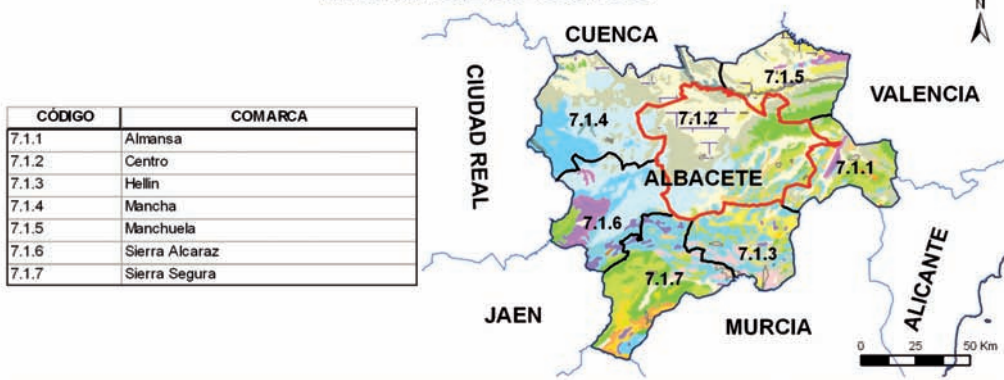 CÓDIGO COMARCA
7.1.1 Almansa
7.1.2 Centro
7.1.3 Hellin
7.1.4 Mancha
7.1.5 Manchuela
7.1.6 Sierra Alcaraz
7.1.7 Sierra Segura
N
CUENCA
CIUDAD REAL
VALENCIA
7.1.5
7.1.4
7.1.2
7.1.1
ALBACETE
7.1.6
7.1.3
7.1.7
JAEN
MURCIA
ALICANTE
0 25 50 Km